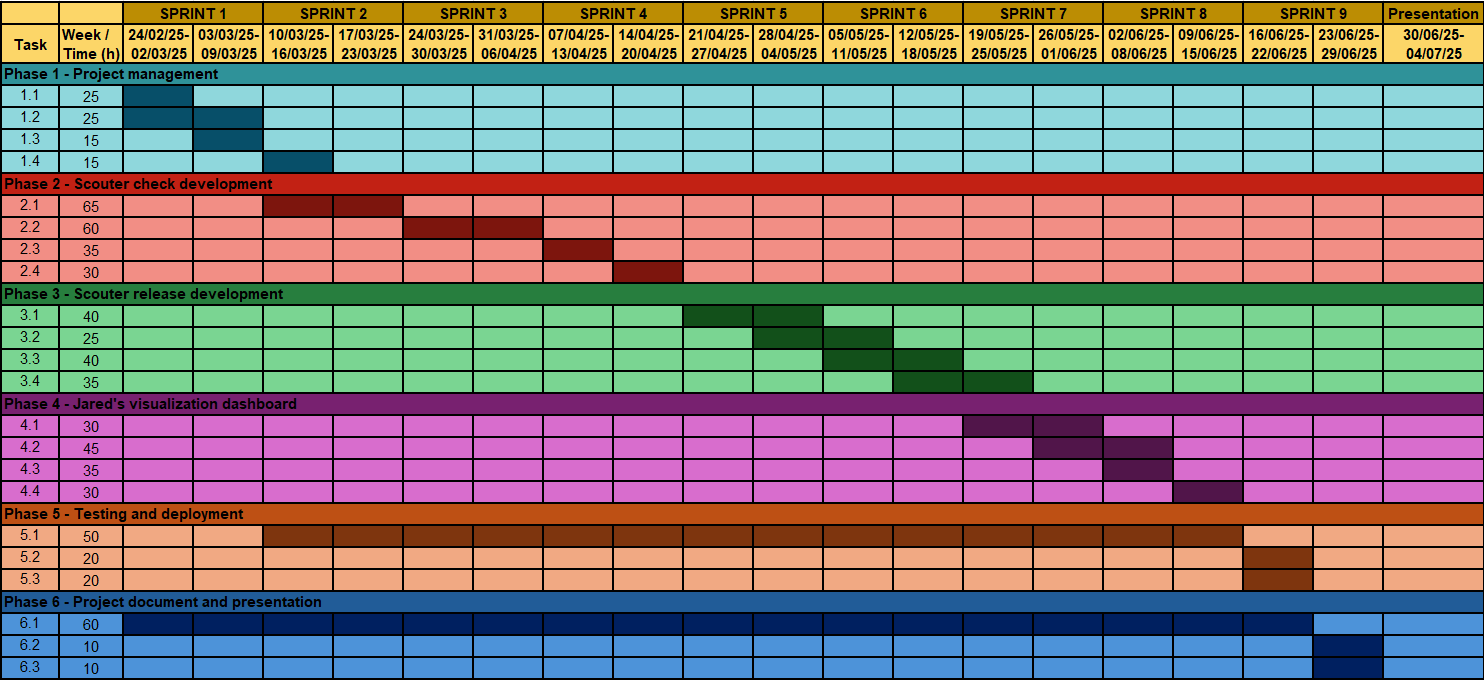 SPRINT 1 SPRINT 2 SPRINT 3 SPRINT 4 SPRINT 5 SPRINT 6 SPRINT 7 SPRINT 8 SPRINT 9 Presentation
Task Week / 24/02/25- 03/03/25- 10/03/25- 17/03/25- 24/03/25- 31/03/25- 07/04/25- 14/04/25- 21/04/25- 28/04/25- 05/05/25- 12/05/25- 19/05/25- 26/05/25- 02/06/25- 09/06/25- 16/06/25- 23/06/25- 30/06/25-
Time (h) 02/03/25 09/03/25 16/03/25 23/03/25 30/03/25 06/04/25 13/04/25 20/04/25 27/04/25 04/05/25 11/05/25 18/05/25 25/05/25 01/06/25 08/06/25 15/06/25 22/06/25 29/06/25 04/07/25
Phase 1 - Project management
1.1 25
1.2 25
1.3 15
1.4 15
Phase 2 - Scouter check development
2.1 65
2.2 60
2.3 35
2.4 30
Phase 3 - Scouter release development
3.1 40
3.2 25
3.3 40
3.4 35
Phase 4 - Jared's visualization dashboard
4.1 30
4.2 45
4.3 35
4.4 30
Phase 5 - Testing and deployment
5.1 50
5.2 20
5.3 20
Phase 6 - Project document and presentation
6.1 60
6.2 10
6.3 10